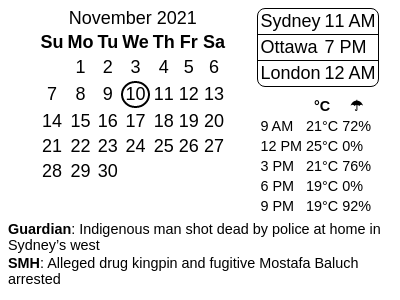 November 2021
Su Mo Tu We Th Fr Sa
1 2 3 4 5 6
7 8 9 10 11 12 13
14 15 16 17 18 19 20
21 22 23 24 25 26 27
28 29 30
Sydney 11 AM
Ottawa 7 PM
London 12 AM
°C ☂
9 AM 21°C 72%
12 PM 25°C 0%
3 PM 21°C 76%
6 PM 19°C 0%
9 PM 19°C 92%
Guardian: Indigenous man shot dead by police at home in
Sydney’s west
SMH: Alleged drug kingpin and fugitive Mostafa Baluch
arrested